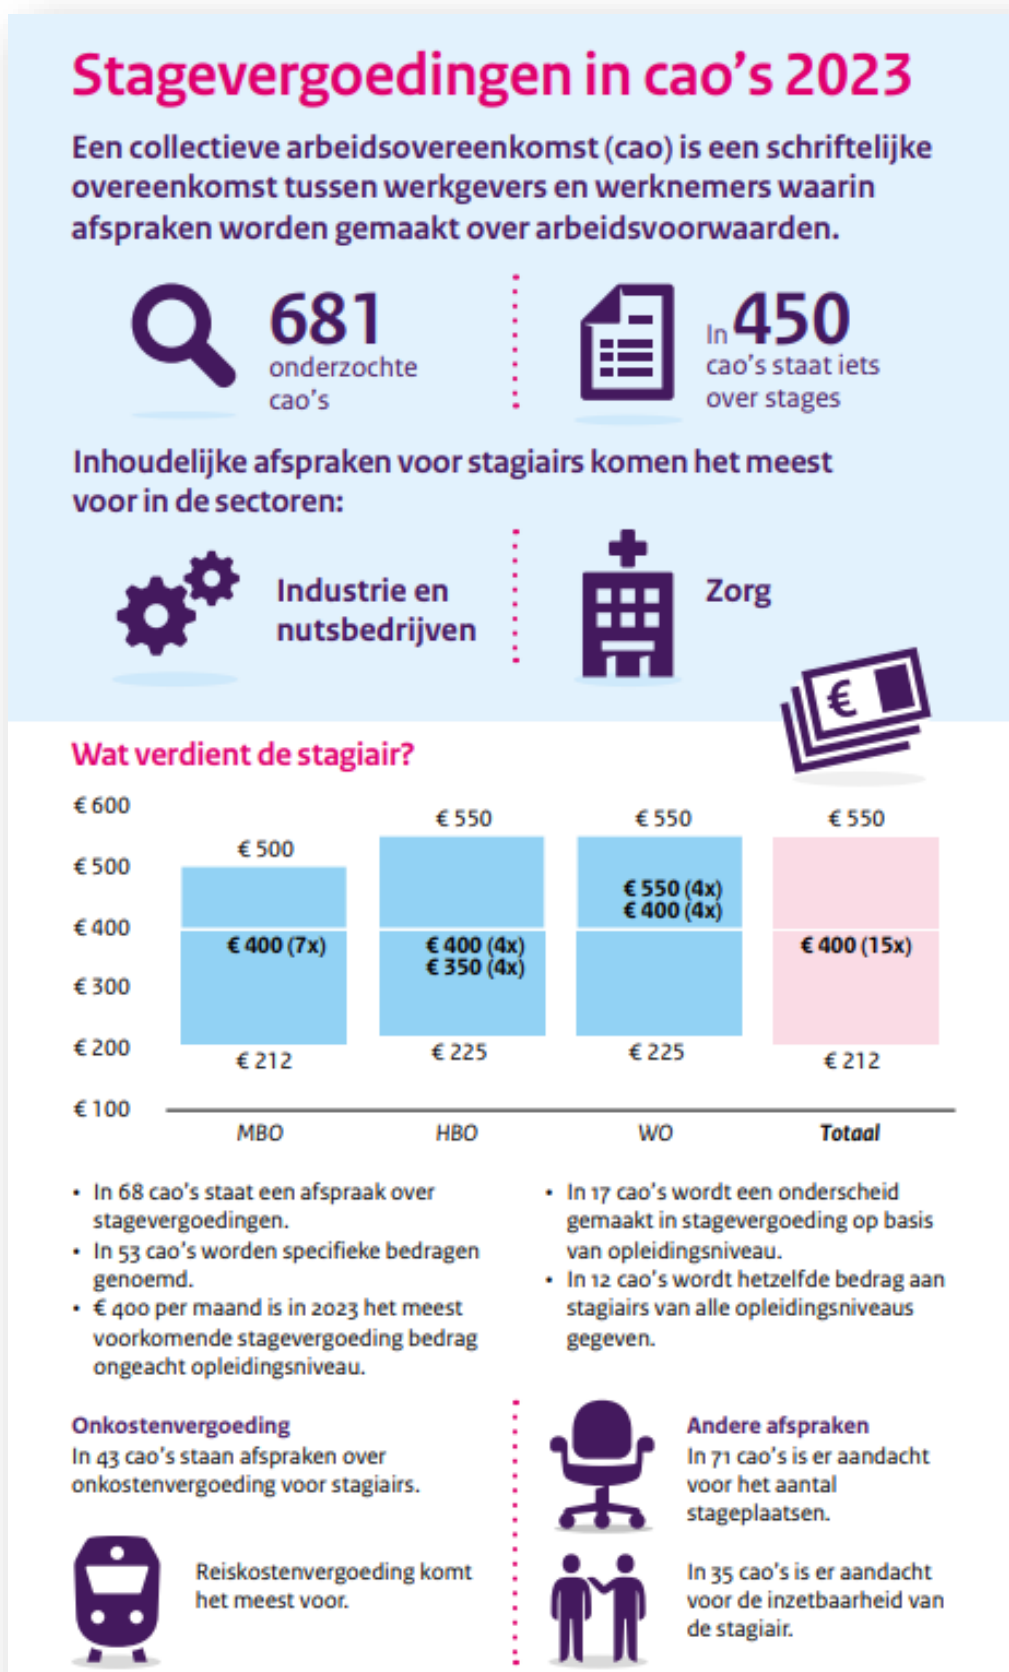 Stagevergoedingen in cao's 2023
Een collectieve arbeidsovereenkomst (cao) is een schriftelijke
overeenkomst tussen werkgevers en werknemers waarin
afspraken worden gemaakt over arbeidsvoorwaarden.
681
onderzochte
cao's
In 450
cao's staat iets
over stages
Inhoudelijke afspraken voor stagiairs komen het meest
voor in de sectoren:
Industrie en
nutsbedrijven
Zorg
€
Wat verdient de stagiair?
€ 600
€ 500
€ 400
€ 300
€ 200
€ 100
€ 500
€ 400 (7x)
€ 212
MBO
€ 550
€ 400 (4x)
€ 350 (4x)
€ 225
HBO
€ 550
€ 550 (4x)
€ 400 (4x)
€ 225
WO
€ 550
€ 400 (15x)
€ 212
Totaal
• In 68 cao's staat een afspraak over
stagevergoedingen.
• In 53 cao's worden specifieke bedragen
genoemd.
• € 400 per maand is in 2023 het meest
voorkomende stagevergoeding bedrag
ongeacht opleidingsniveau.
• In 17 cao's wordt een onderscheid
gemaakt in stagevergoeding op basis
van opleidingsniveau.
• In 12 cao's wordt hetzelfde bedrag aan
stagiairs van alle opleidingsniveaus
gegeven.
Onkostenvergoeding
In 43 cao's staan afspraken over
onkostenvergoeding voor stagiairs.
Reiskostenvergoeding komt
het meest voor.
Andere afspraken
In 71 cao's is er aandacht
voor het aantal
stageplaatsen.
In 35 cao's is er aandacht
voor de inzetbaarheid van
de stagiair.